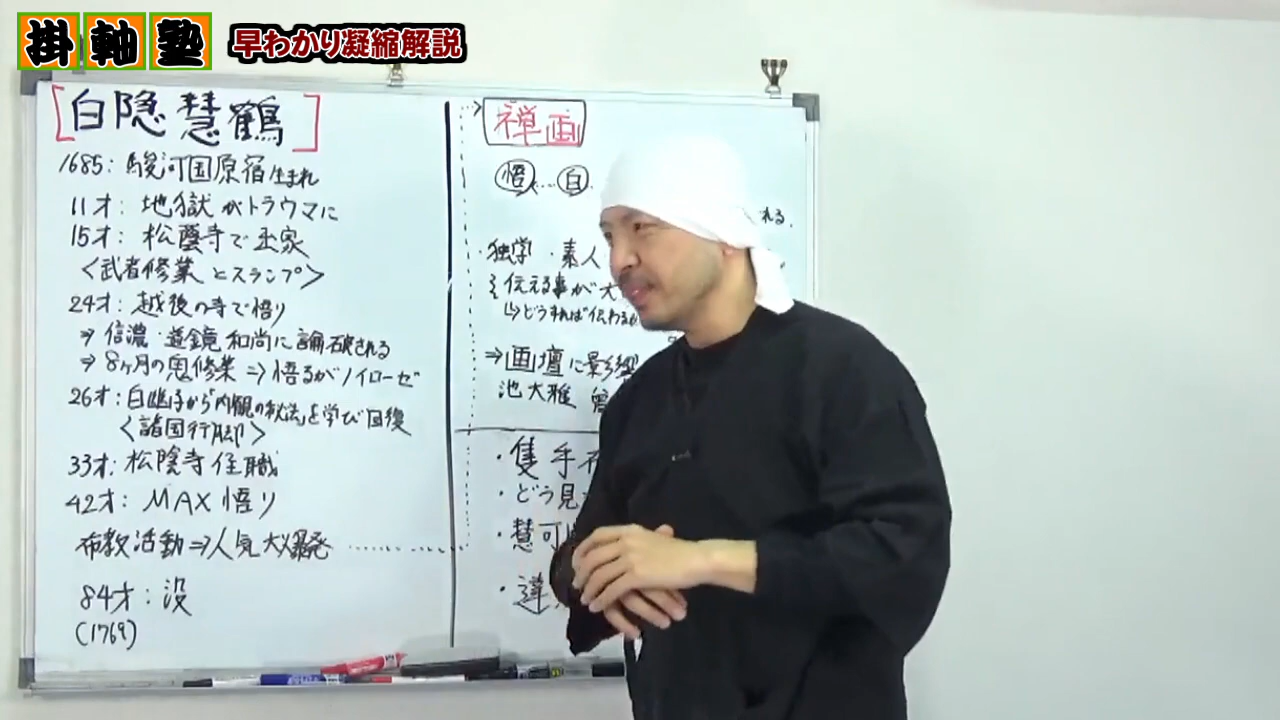 掛軸塾
早わかり凝縮解説
[白隠慧鶴]
1685:駿河国原宿生まれ
11才:地獄がトラウマに
15才:松蔭寺で出家
<武者修業とスランプ>
24才:越後の寺で悟り
⇒信濃・道鏡和尚に論破される
⇒8ヶ月の鬼修業⇒悟るがノイローゼ
26才:白幽子から「内観の秘法」を学び回復
<諸国行脚>
33才:松陰寺住職
42才:MAX悟り
布教活動⇒人気大爆発
84才:没
(1769)
禅画
悟 白
れる.
独学・素人
伝える事が大
↳どうすれば伝わるか
⇒画壇に影響
池大雅 曾
・隻手
・どう見
・慧可
・達